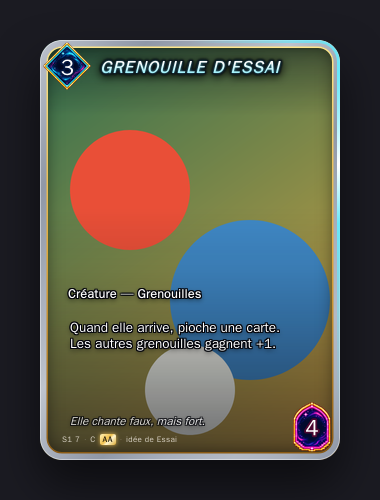 3
GRENOUILLE D'ESSAI
Créature — Grenouilles
Quand elle arrive, pioche une carte.
Les autres grenouilles gagnent +1.
Elle chante faux, mais fort.
S1 7 · C AA · idée de Essai
4